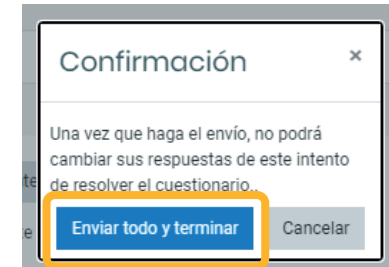 Confirmación ×
Una vez que haga el envío, no podrá
cambiar sus respuestas de este intento
de resolver el cuestionario..
Enviar todo y terminar Cancelar